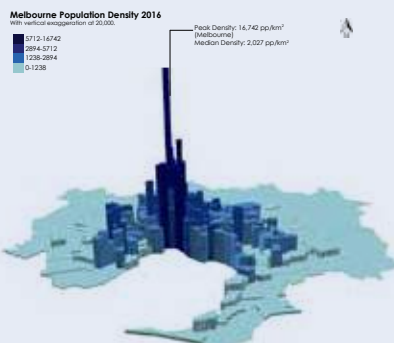 Melbourne Population Density 2016
With vertical exaggeration of 20,000.
5712-16742
2894-5712
1238-2894
0-1238
Peak Density: 16,742 pp/km²
(Melbourne)
Median Density: 2,027 pp/km²